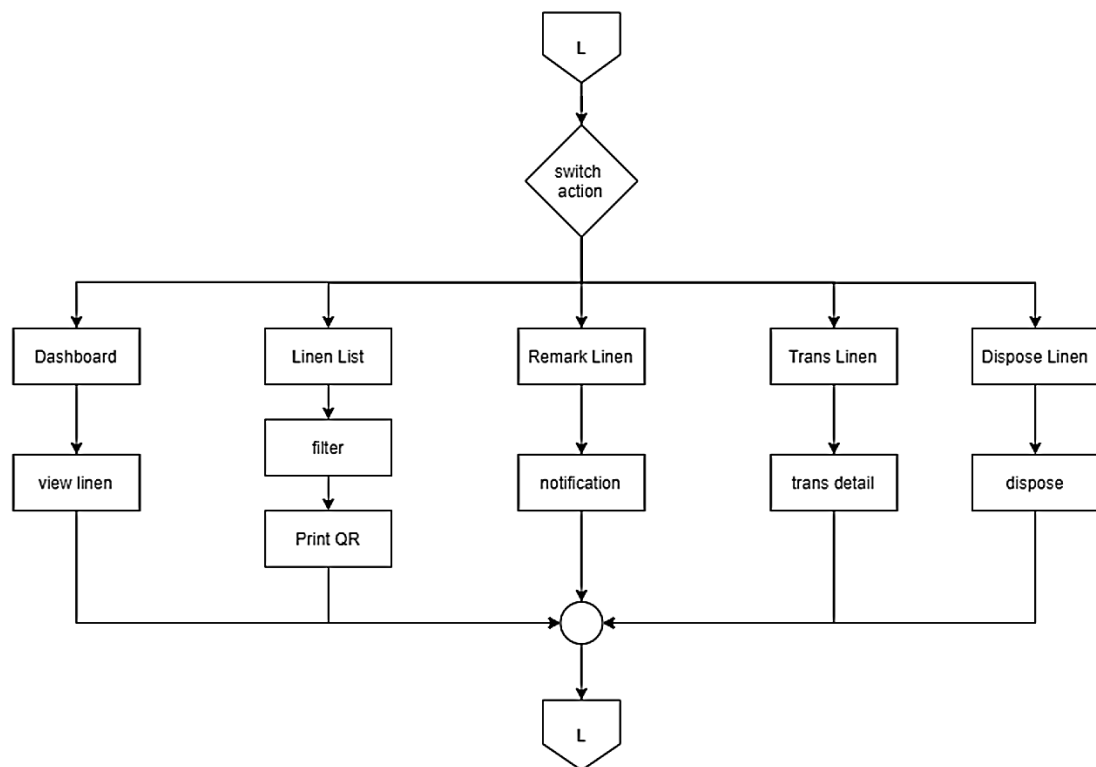 L
switch
action
Dashboard
Linen List
Remark Linen
Trans Linen
Dispose Linen
filter
view linen
notification
trans detail
dispose
Print QR
L